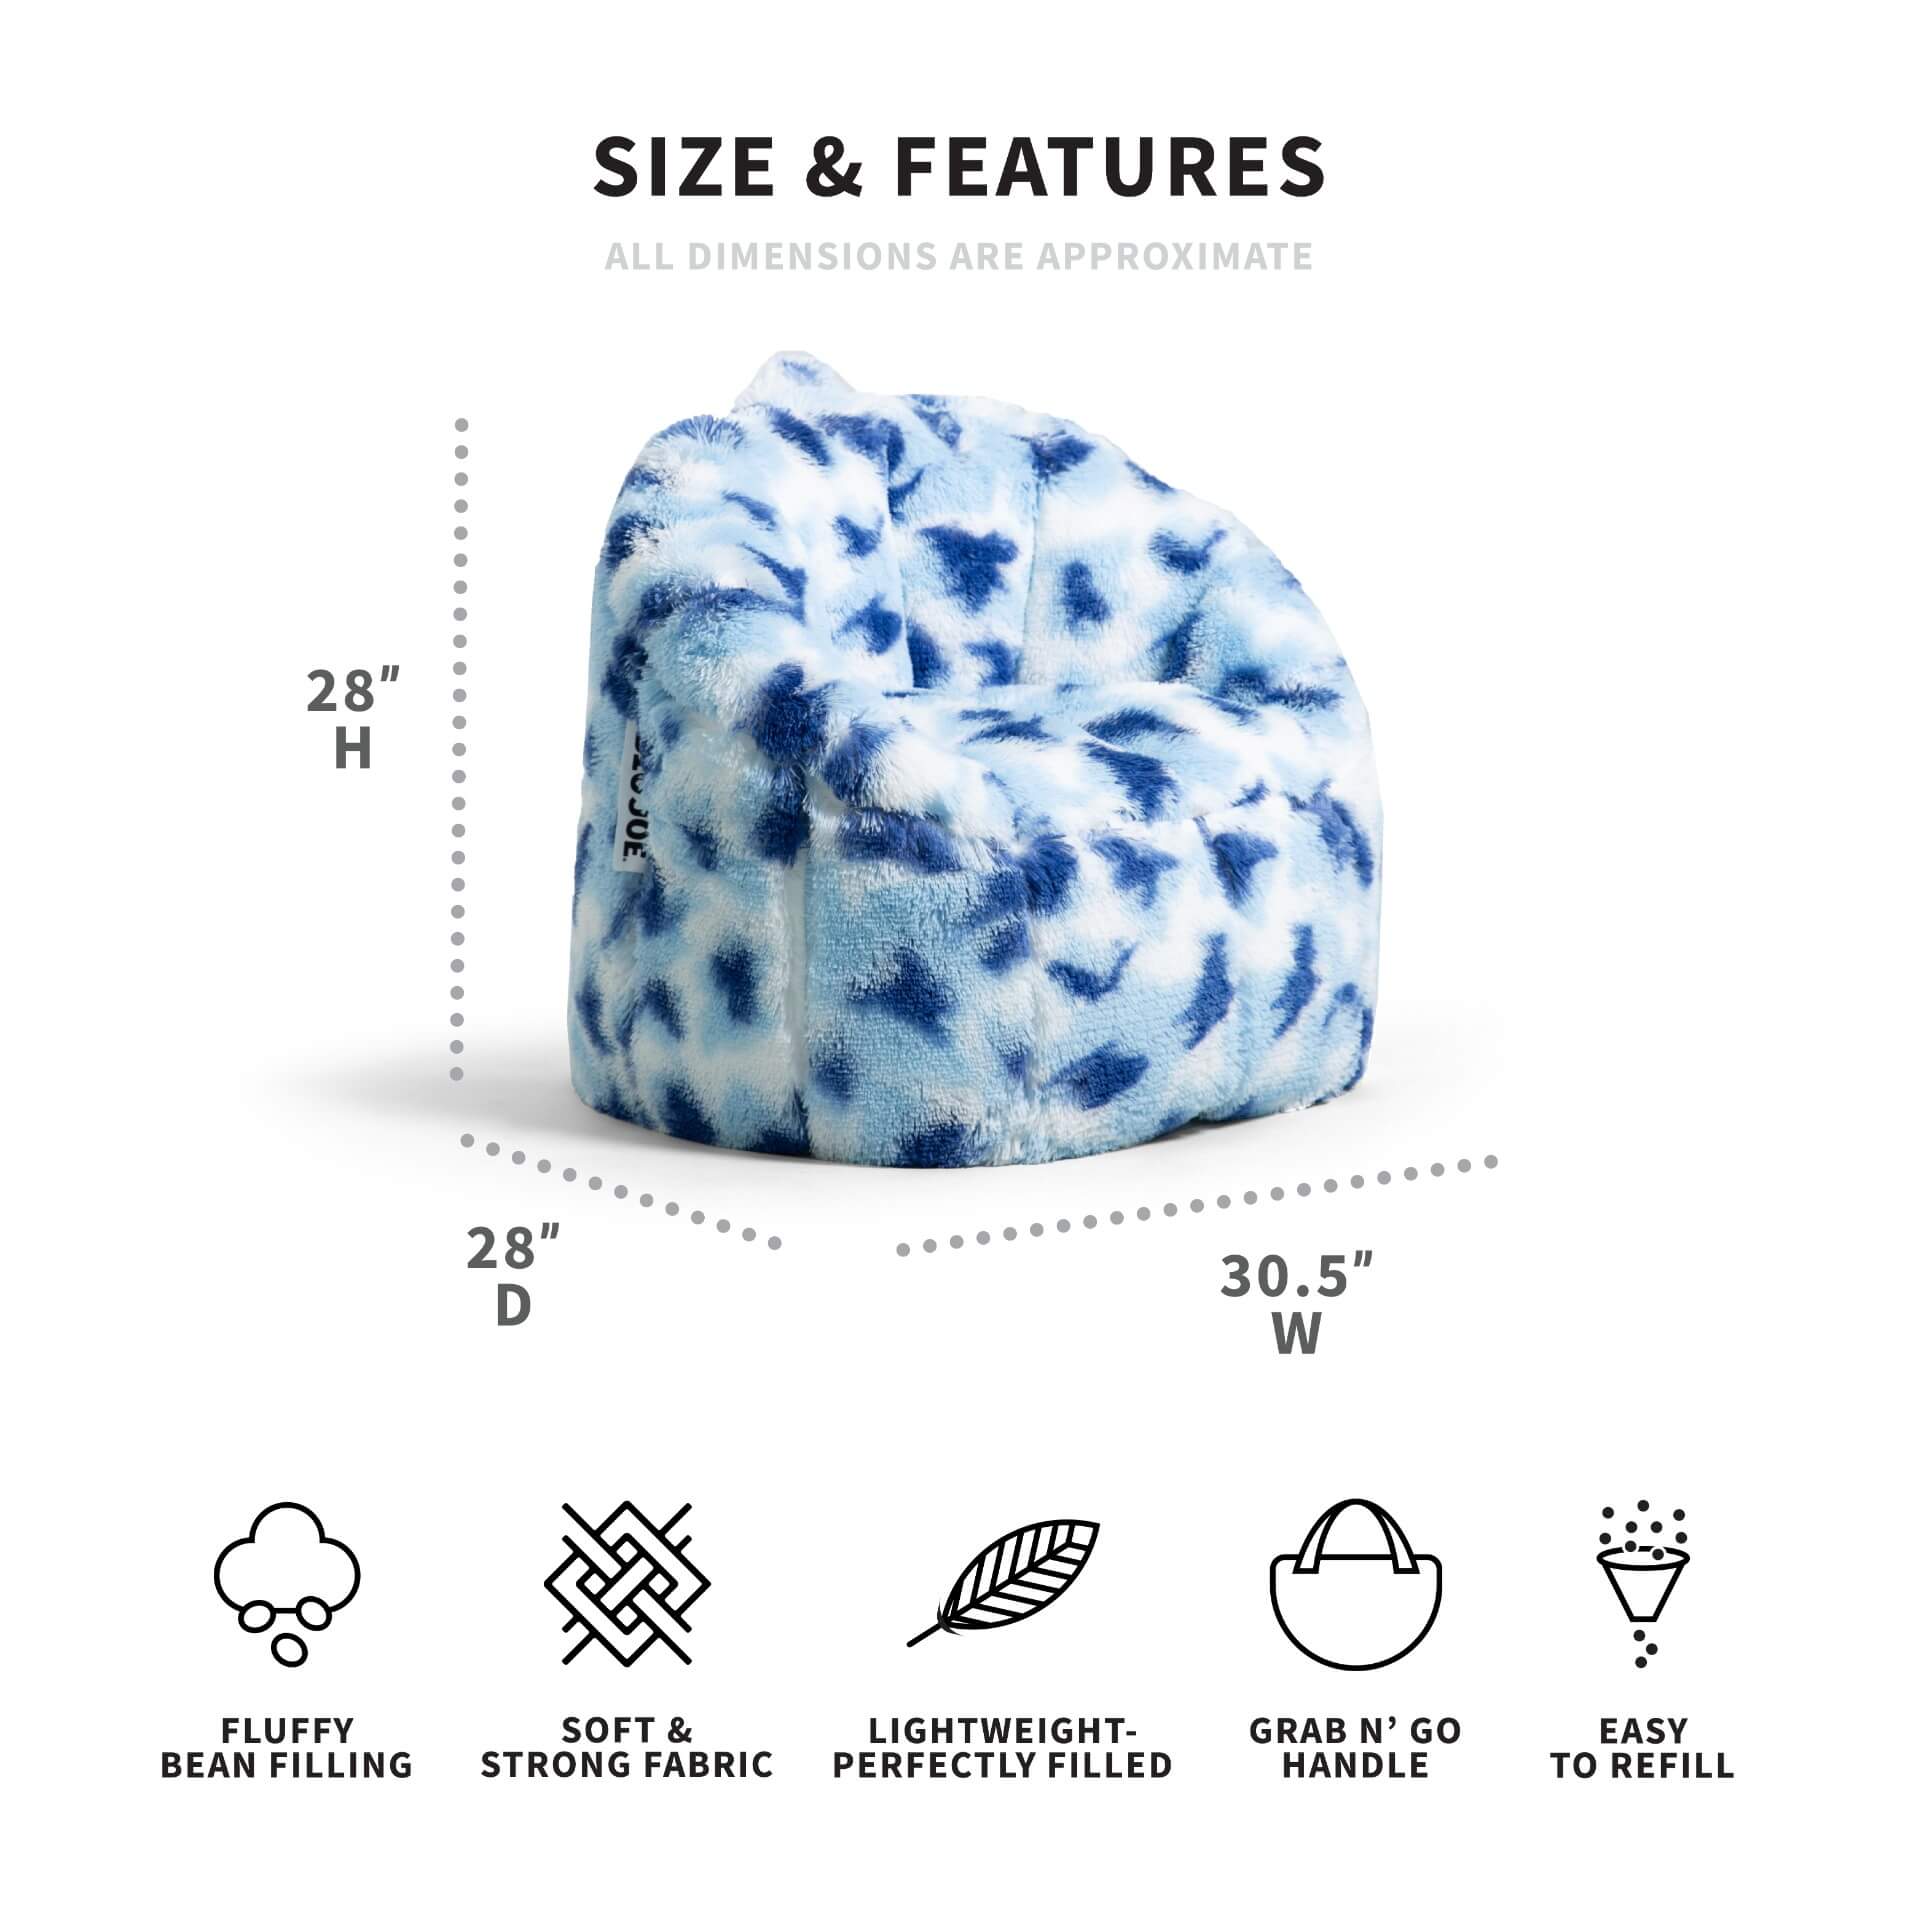 SIZE & FEATURES
ALL DIMENSIONS ARE APPROXIMATE
28"
H
JOE
28"
D
30.5"
W
FLUFFY
BEAN FILLING
SOFT &
STRONG FABRIC
LIGHTWEIGHT-
PERFECTLY FILLED
GRAB N’ GO
HANDLE
EASY
TO REFILL